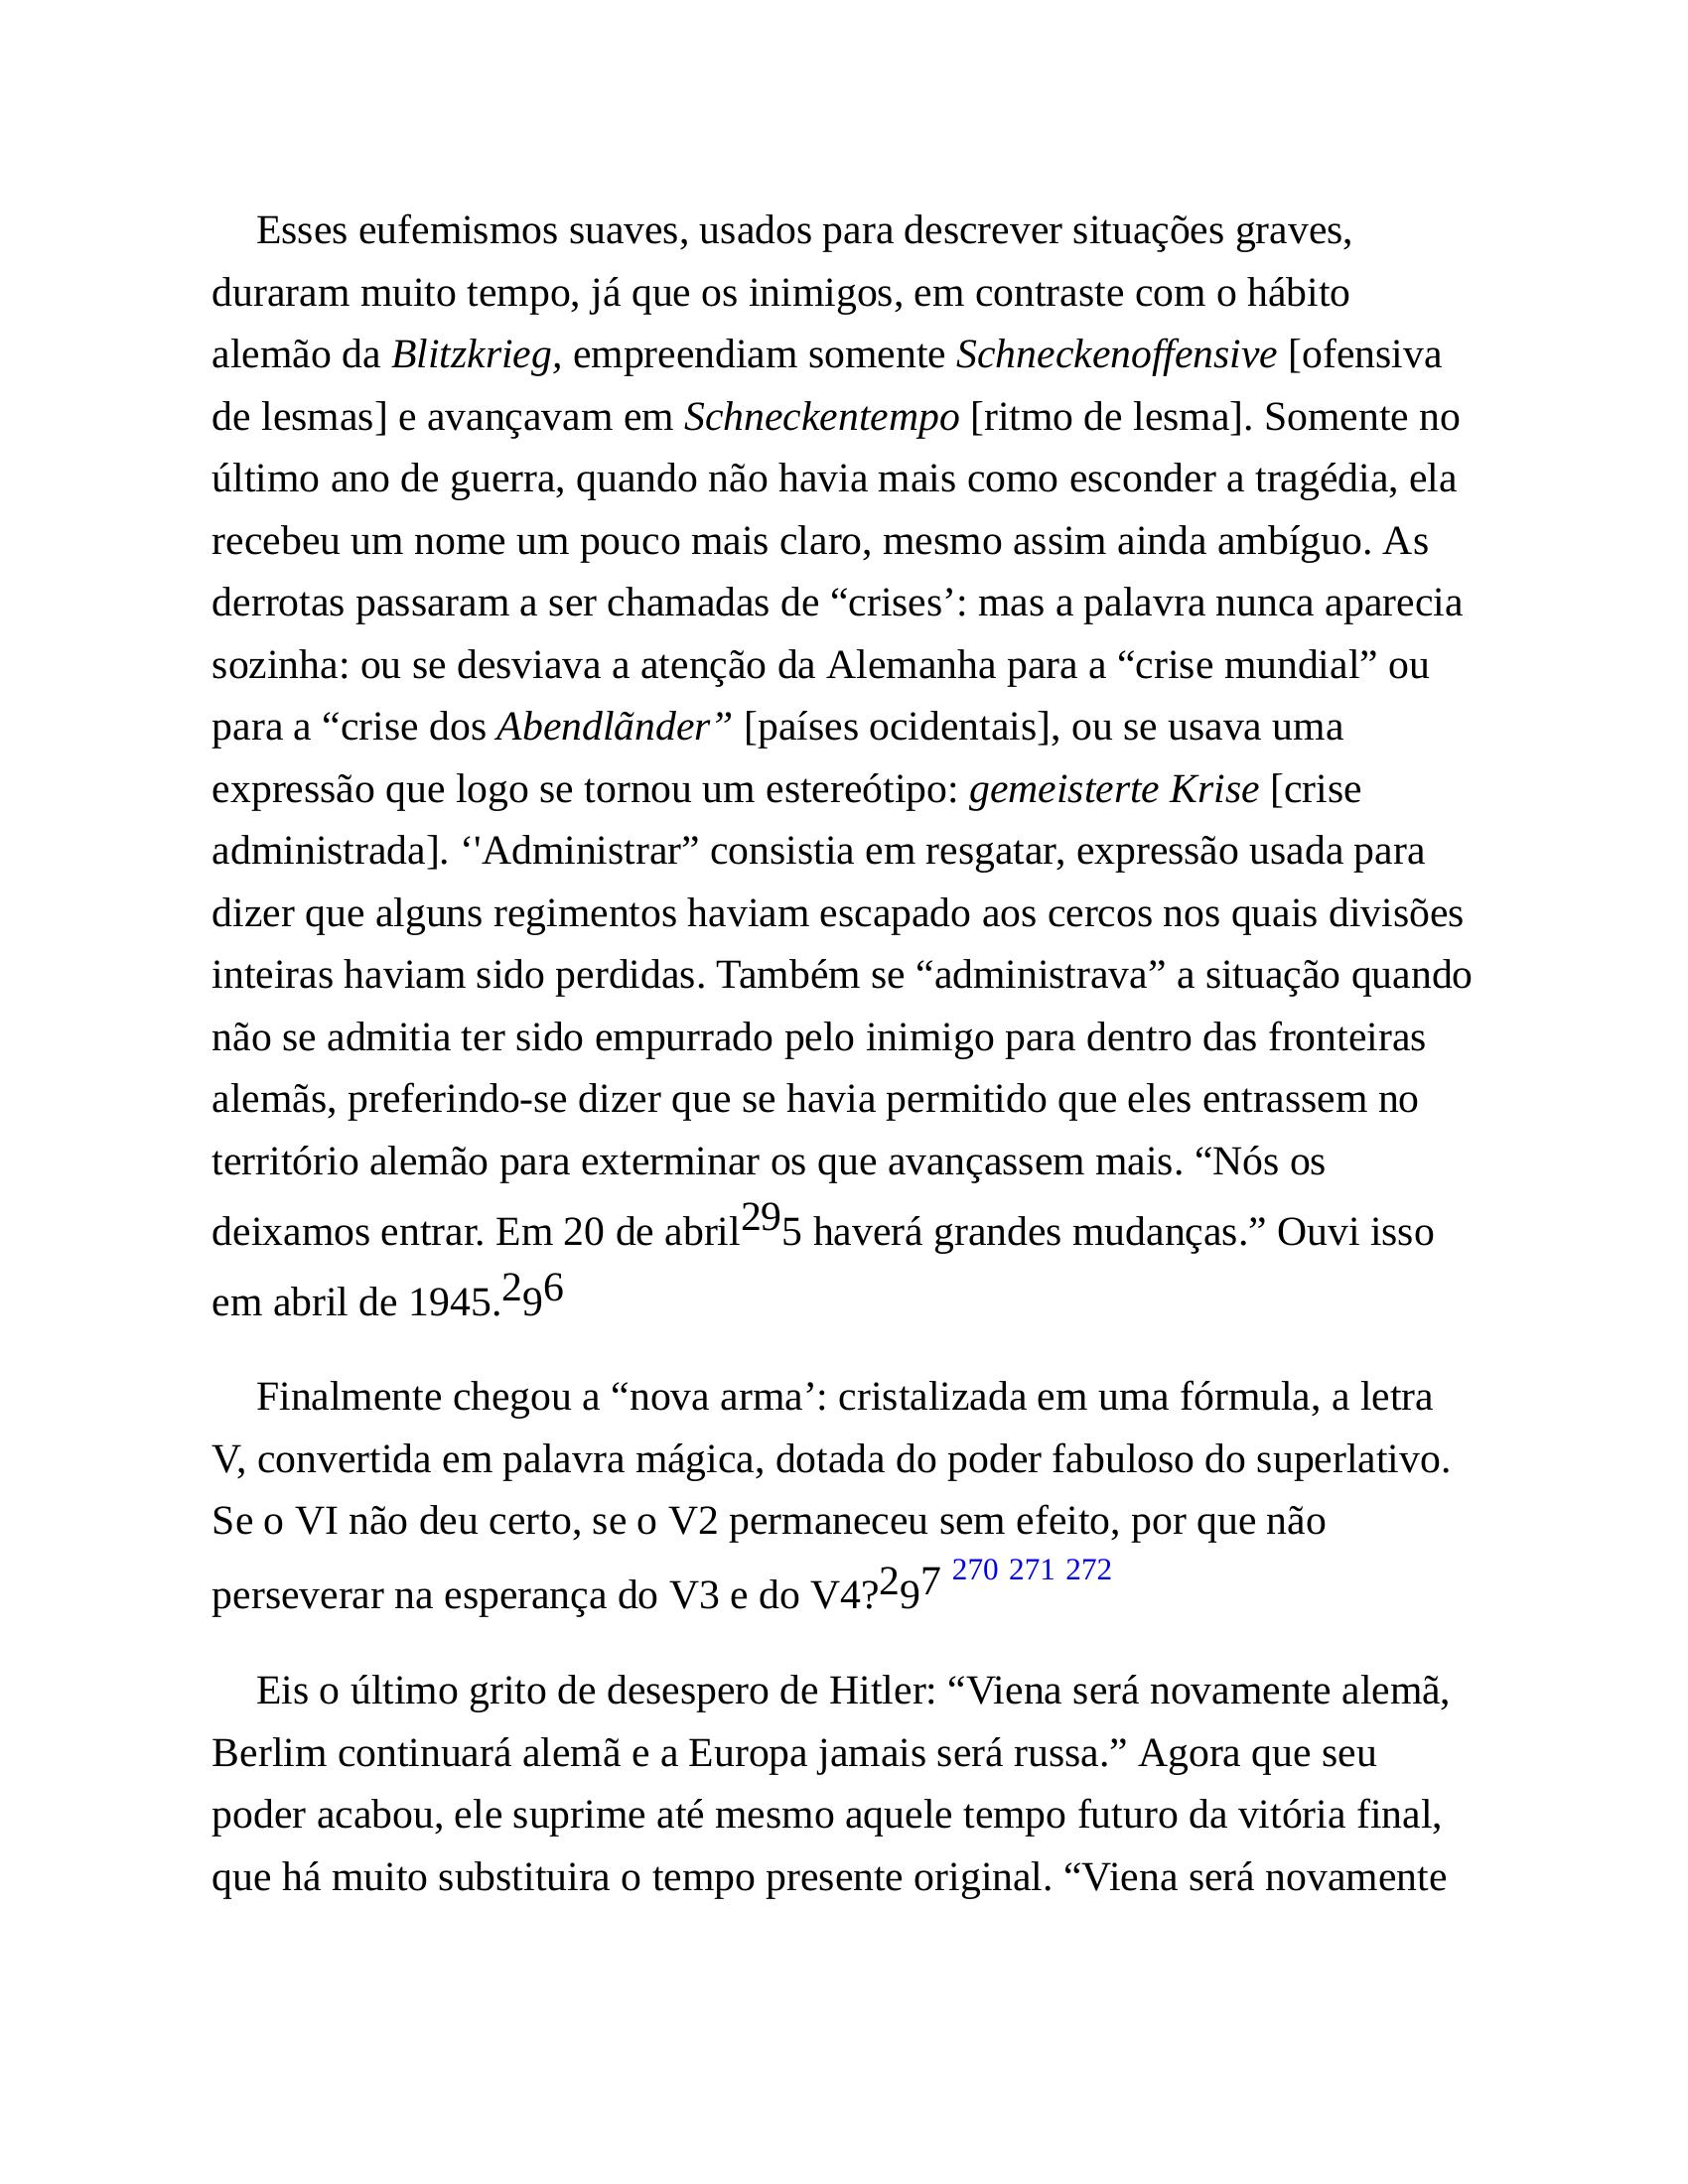 Esses eufemismos suaves, usados para descrever situações graves,
duraram muito tempo, já que os inimigos, em contraste com o hábito
alemão da Blitzkrieg, empreendiam somente Schneckenoffensive [ofensiva
de lesmas] e avançavam em Schneckentempo [ritmo de lesma]. Somente no
último ano de guerra, quando não havia mais como esconder a tragédia, ela
recebeu um nome um pouco mais claro, mesmo assim ainda ambíguo. As
derrotas passaram a ser chamadas de “crises’: mas a palavra nunca aparecia
sozinha: ou se desviava a atenção da Alemanha para a “crise mundial” ou
para a “crise dos Abendlãnder” [países ocidentais], ou se usava uma
expressão que logo se tornou um estereótipo: gemeisterte Krise [crise
administrada]. ‘'Administrar” consistia em resgatar, expressão usada para
dizer que alguns regimentos haviam escapado aos cercos nos quais divisões
inteiras haviam sido perdidas. Também se “administrava” a situação quando
não se admitia ter sido empurrado pelo inimigo para dentro das fronteiras
alemãs, preferindo-se dizer que se havia permitido que eles entrassem no
território alemão para exterminar os que avançassem mais. “Nós os
deixamos entrar. Em 20 de abril295 haverá grandes mudanças.” Ouvi isso
em abril de 1945.296
Finalmente chegou a “nova arma’: cristalizada em uma fórmula, a letra
V, convertida em palavra mágica, dotada do poder fabuloso do superlativo.
Se o VI não deu certo, se o V2 permaneceu sem efeito, por que não
perseverar na esperança do V3 e do V4?297 270 271 272
Eis o último grito de desespero de Hitler: “Viena será novamente alemã,
Berlim continuará alemã e a Europa jamais será russa.” Agora que seu
poder acabou, ele suprime até mesmo aquele tempo futuro da vitória final,
que há muito substituira o tempo presente original. “Viena será novamente